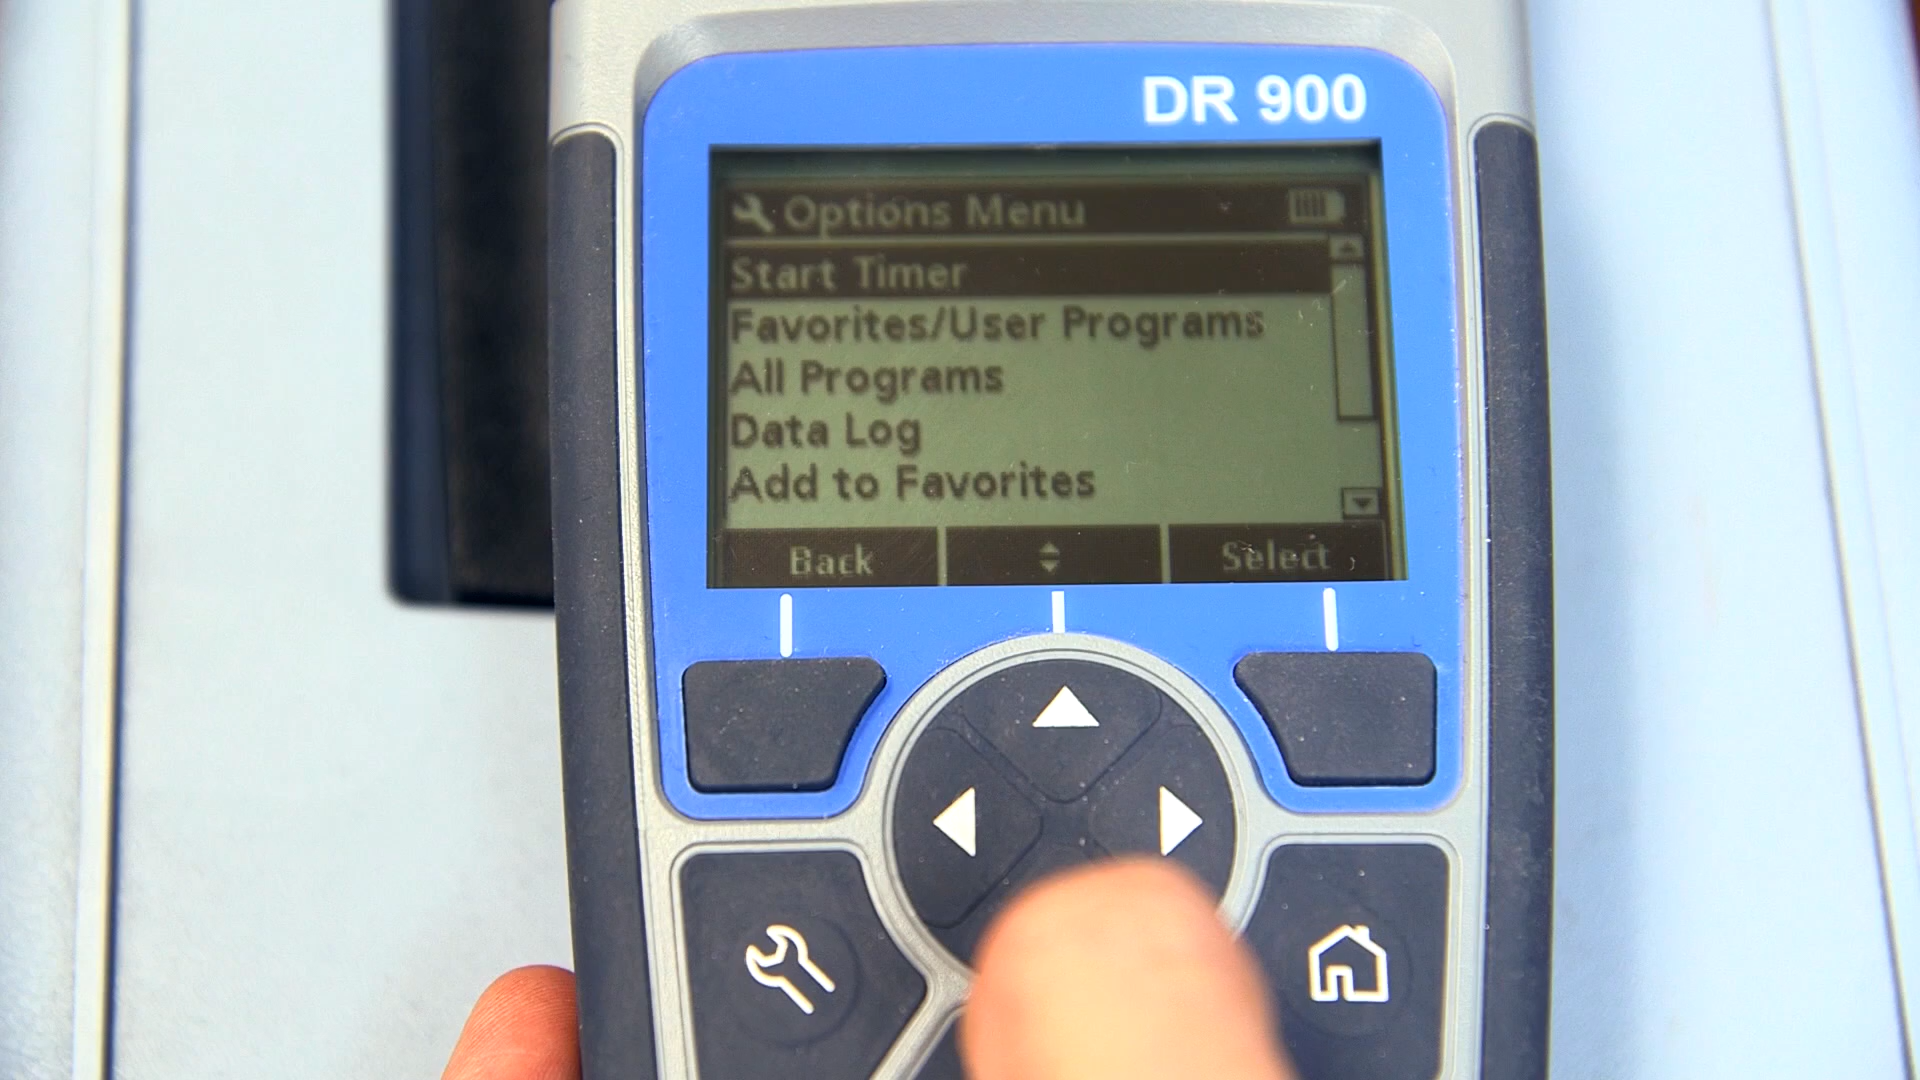 DR 900
Options Menu
Start Timer
Favorites/User Programs
All Programs
Data Log
Add to Favorites
Back
Select